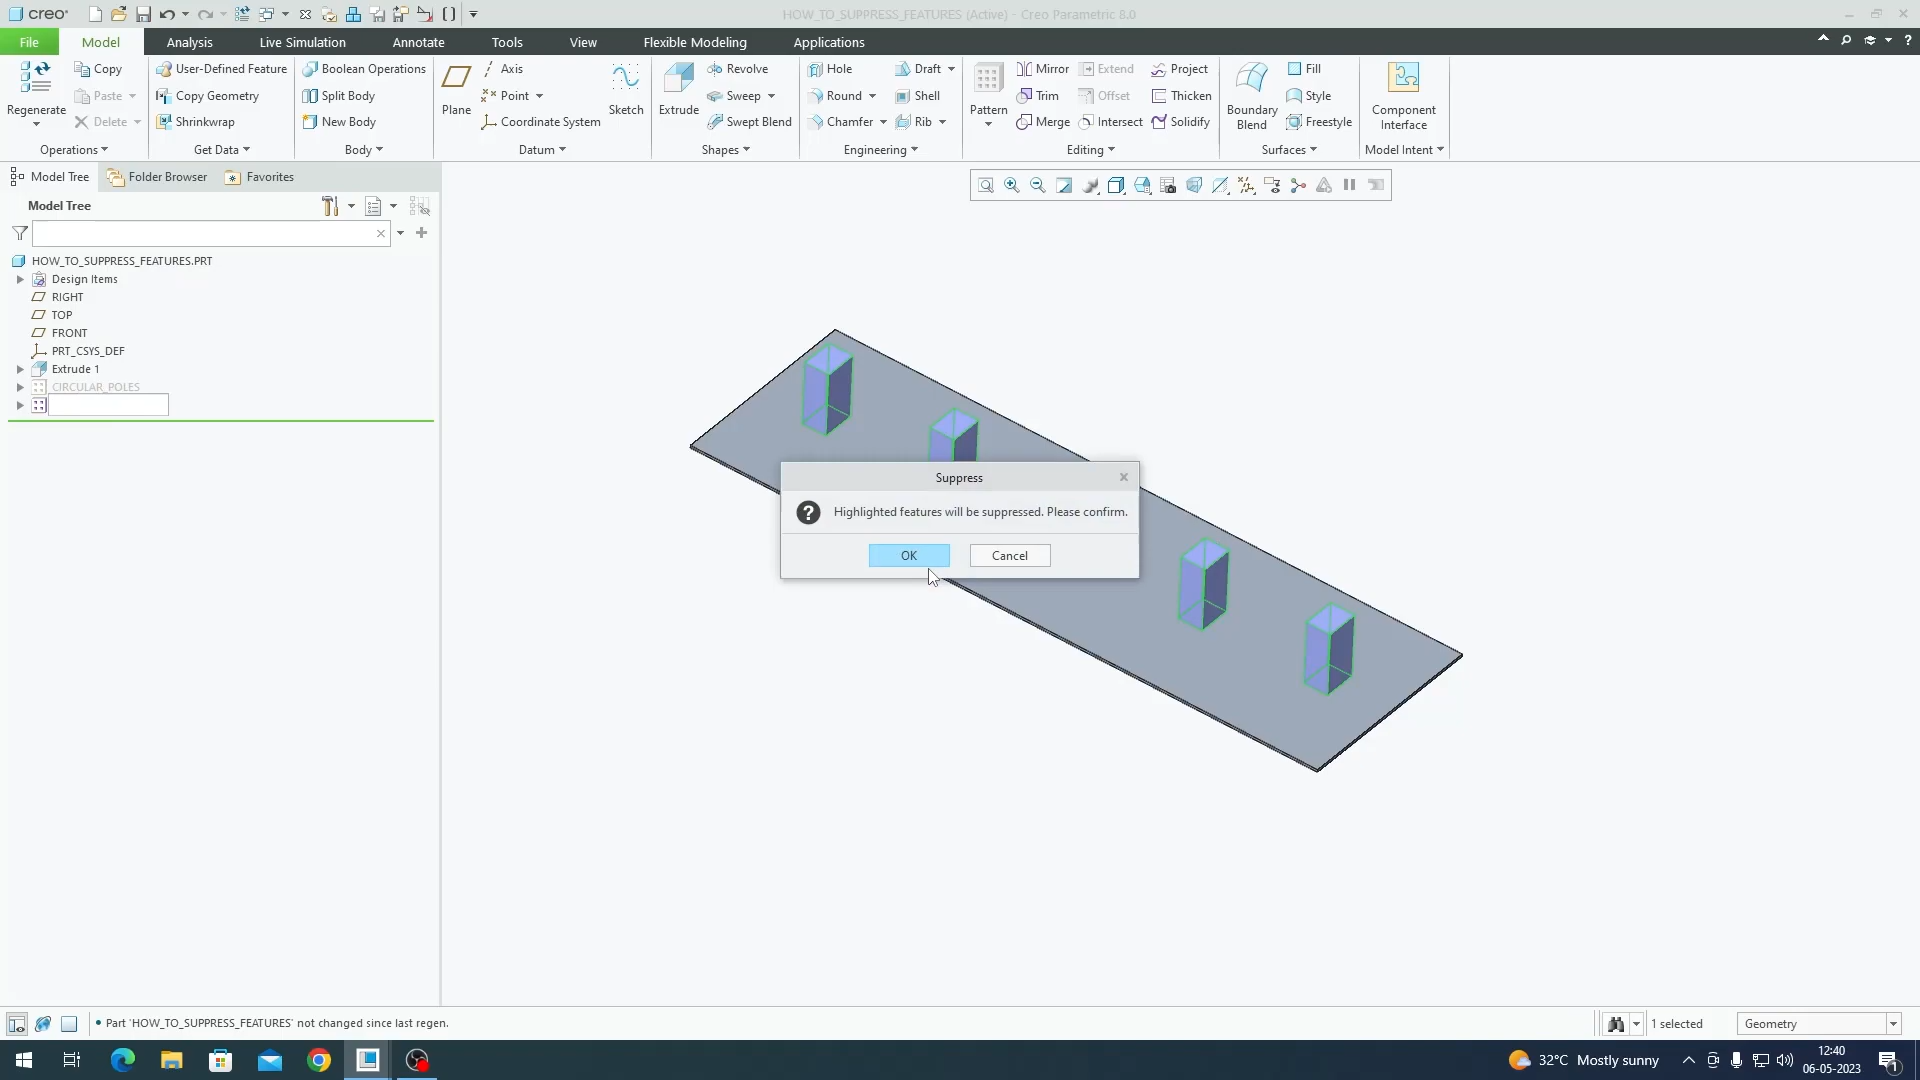 creo
HOW_TO_SUPPRESS_FEATURES (Active) - Creo Parametric 8.0
File Model Analysis Live Simulation Annotate Tools View Flexible Modeling Applications
Regenerate
Copy
Paste
Delete
Operations
User-Defined Feature
Copy Geometry
Shrinkwrap
Get Data
Boolean Operations
Split Body
New Body
Body
Plane
Axis
Point
Coordinate System
Sketch
Datum
Extrude
Revolve
Sweep
Swept Blend
Shapes
Hole
Round
Chamfer
Draft
Shell
Rib
Engineering
Pattern
Mirror
Trim
Merge
Extend
Offset
Intersect
Project
Thicken
Solidify
Editing
Boundary
Blend
Fill
Style
Freestyle
Surfaces
Component
Interface
Model Intent
Model Tree Folder Browser Favorites
Model Tree
HOW_TO_SUPPRESS_FEATURES.PRT
Design Items
RIGHT
TOP
FRONT
PRT_CSYS_DEF
Extrude 1
CIRCULAR_POLES
Suppress
Highlighted features will be suppressed. Please confirm.
OK Cancel
• Part 'HOW_TO_SUPPRESS_FEATURES' not changed since last regen.
1 selected
Geometry
32°C Mostly sunny
12:40
06-05-2023
1